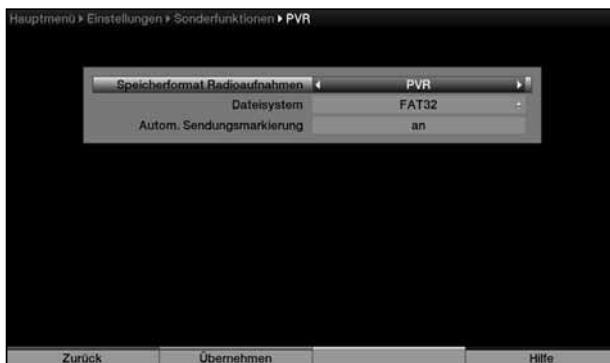 Hauptmenü ▸ Einstellungen ▸ Sonderfunktionen ▸ PVR
Speicherformat Radioaufnahmen PVR
Dateisystem FAT32
Autom. Sendungsmarkierung an
Zurück Übernehmen Hilfe